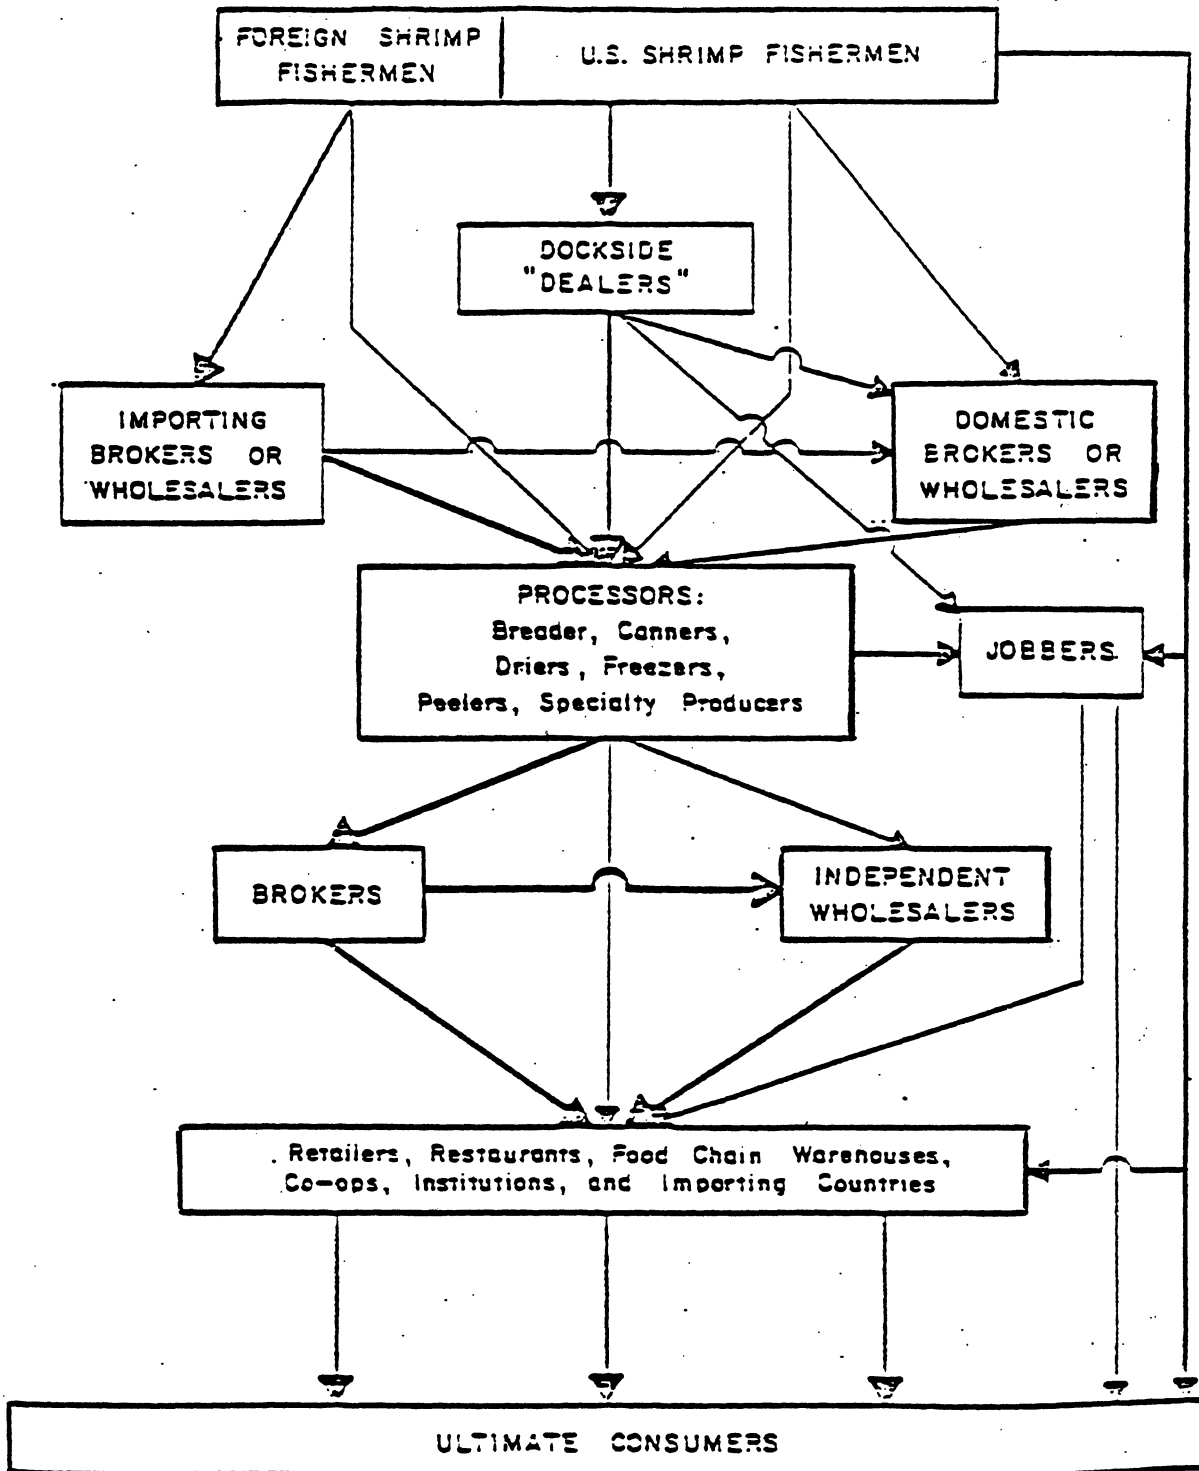 FOREIGN SHRIMP
FISHERMEN
U.S. SHRIMP FISHERMEN
DOCKSIDE
"DEALERS"
IMPORTING
BROKERS OR
WHOLESALERS
DOMESTIC
BROKERS OR
WHOLESALERS
PROCESSORS:
Breader, Canners,
Driers, Freezers,
Peelers, Specialty Producers
JOBBERS
BROKERS
INDEPENDENT
WHOLESALERS
Retailers, Restaurants, Food Chain Warehouses,
Co-ops, Institutions, and Importing Countries
ULTIMATE CONSUMERS